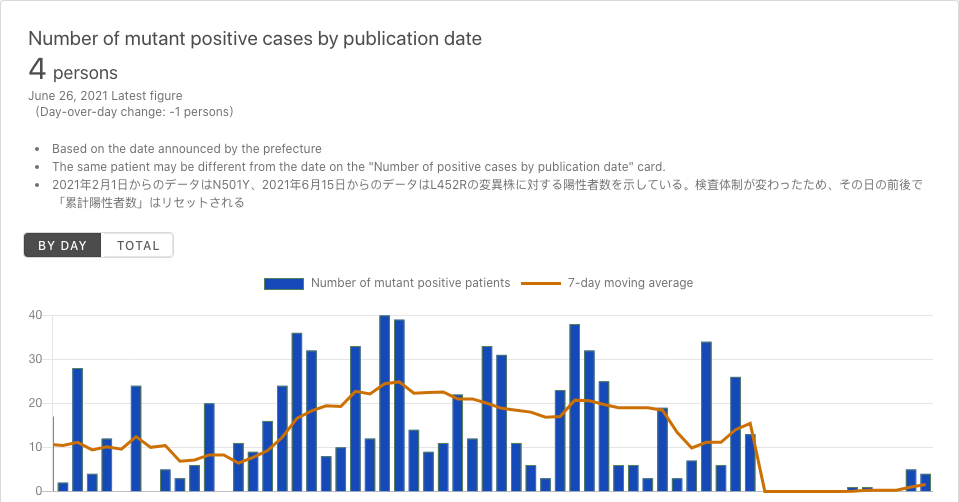 Number of mutant positive cases by publication date
4 persons
June 26, 2021 Latest figure
(Day-over-day change: -1 persons)
• Based on the date announced by the prefecture
• The same patient may be different from the date on the "Number of positive cases by publication date" card.
• 2021年2月1日からのデータはN501Y、2021年6月15日からのデータはL452Rの変異株に対する陽性者数を示している。検査体制が変わったため、その日の前後で
「累計陽性者数」はリセットされる
BY DAY TOTAL
Number of mutant positive patients 7-day moving average
40
30
20
10
0